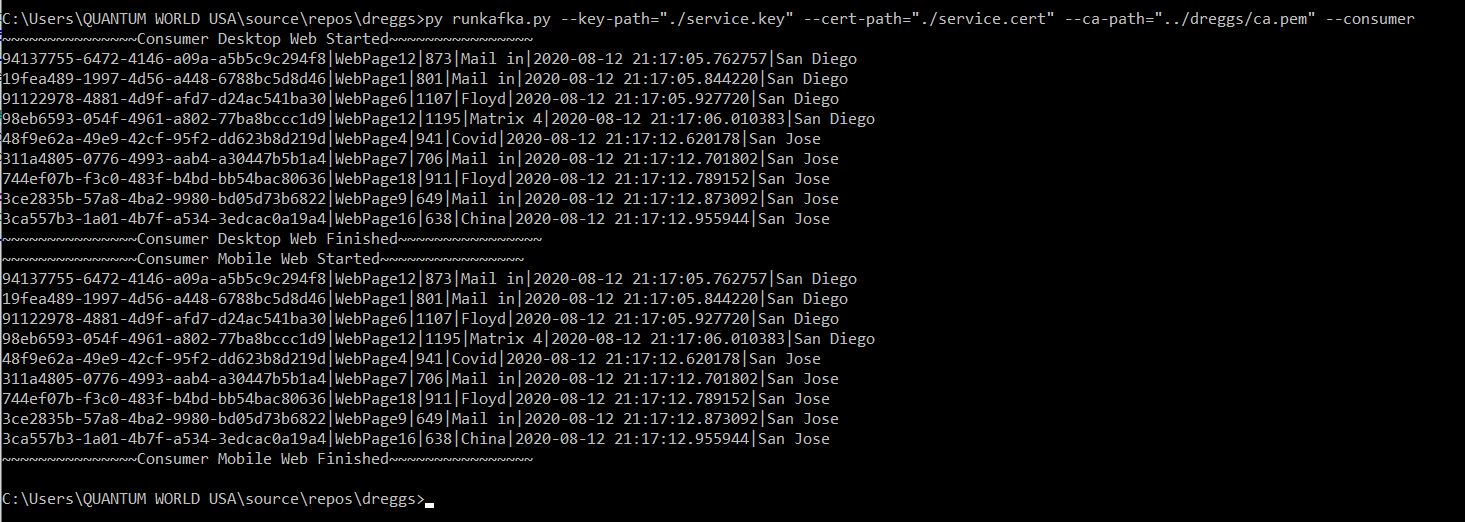 C:\Users\QUANTUM WORLD USA\source\repos\dreggs>py runkafka.py --key-path="./service.key" --cert-path="./service.cert" --ca-path="../dreggs/ca.pem" --consumer
~~~~~~~~~~~~~~~Consumer Desktop Web Started~~~~~~~~~~~~~~~~
94137755-6472-4146-a09a-a5b5c9c294f8|WebPage12|873|Mail in|2020-08-12 21:17:05.762757|San Diego
19fea489-1997-4d56-a448-6788bc5d8d46|WebPage1|801|Mail in|2020-08-12 21:17:05.844220|San Diego
91122978-4881-4d9f-afd7-d24ac541ba30|WebPage6|1107|Floyd|2020-08-12 21:17:05.927720|San Diego
98eb6593-054f-4961-a802-77ba8bccc1d9|WebPage12|1195|Matrix 4|2020-08-12 21:17:06.010383|San Diego
48f9e62a-49e9-42cf-95f2-dd623b8d219d|WebPage4|941|Covid|2020-08-12 21:17:12.620178|San Jose
311a4805-0776-4993-aab4-a30447b5b1a4|WebPage7|706|Mail in|2020-08-12 21:17:12.701802|San Jose
744ef07b-f3c0-483f-b4bd-bb54bac80636|WebPage18|911|Floyd|2020-08-12 21:17:12.789152|San Jose
3ce2835b-57a8-4ba2-9980-bd05d73b6822|WebPage9|649|Mail in|2020-08-12 21:17:12.873092|San Jose
3ca557b3-1a01-4b7f-a534-3edcac0a19a4|WebPage16|638|China|2020-08-12 21:17:12.955944|San Jose
~~~~~~~~~~~~~~~Consumer Desktop Web Finished~~~~~~~~~~~~~~~~
~~~~~~~~~~~~~~~Consumer Mobile Web Started~~~~~~~~~~~~~~~~
94137755-6472-4146-a09a-a5b5c9c294f8|WebPage12|873|Mail in|2020-08-12 21:17:05.762757|San Diego
19fea489-1997-4d56-a448-6788bc5d8d46|WebPage1|801|Mail in|2020-08-12 21:17:05.844220|San Diego
91122978-4881-4d9f-afd7-d24ac541ba30|WebPage6|1107|Floyd|2020-08-12 21:17:05.927720|San Diego
98eb6593-054f-4961-a802-77ba8bccc1d9|WebPage12|1195|Matrix 4|2020-08-12 21:17:06.010383|San Diego
48f9e62a-49e9-42cf-95f2-dd623b8d219d|WebPage4|941|Covid|2020-08-12 21:17:12.620178|San Jose
311a4805-0776-4993-aab4-a30447b5b1a4|WebPage7|706|Mail in|2020-08-12 21:17:12.701802|San Jose
744ef07b-f3c0-483f-b4bd-bb54bac80636|WebPage18|911|Floyd|2020-08-12 21:17:12.789152|San Jose
3ce2835b-57a8-4ba2-9980-bd05d73b6822|WebPage9|649|Mail in|2020-08-12 21:17:12.873092|San Jose
3ca557b3-1a01-4b7f-a534-3edcac0a19a4|WebPage16|638|China|2020-08-12 21:17:12.955944|San Jose
~~~~~~~~~~~~~~~Consumer Mobile Web Finished~~~~~~~~~~~~~~~~
C:\Users\QUANTUM WORLD USA\source\repos\dreggs>